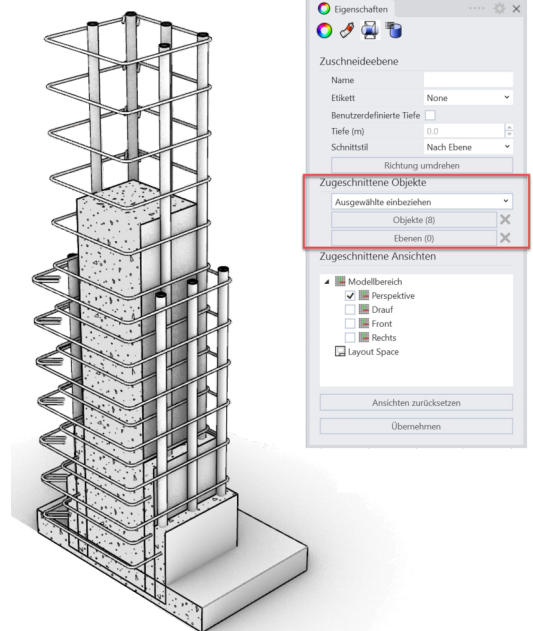 Eigenschaften
Zuschneideebene
Name
Etikett None
Benutzerdefinierte Tiefe
Tiefe (m) 0.0
Schnittstil Nach Ebene
Richtung umdrehen
Zugeschnittene Objekte
Ausgewählte einbeziehen
Objekte (8)
Ebenen (0)
Zugeschnittene Ansichten
Modellbereich
Perspektive
Drauf
Front
Rechts
Layout Space
Ansichten zurücksetzen
Übernehmen